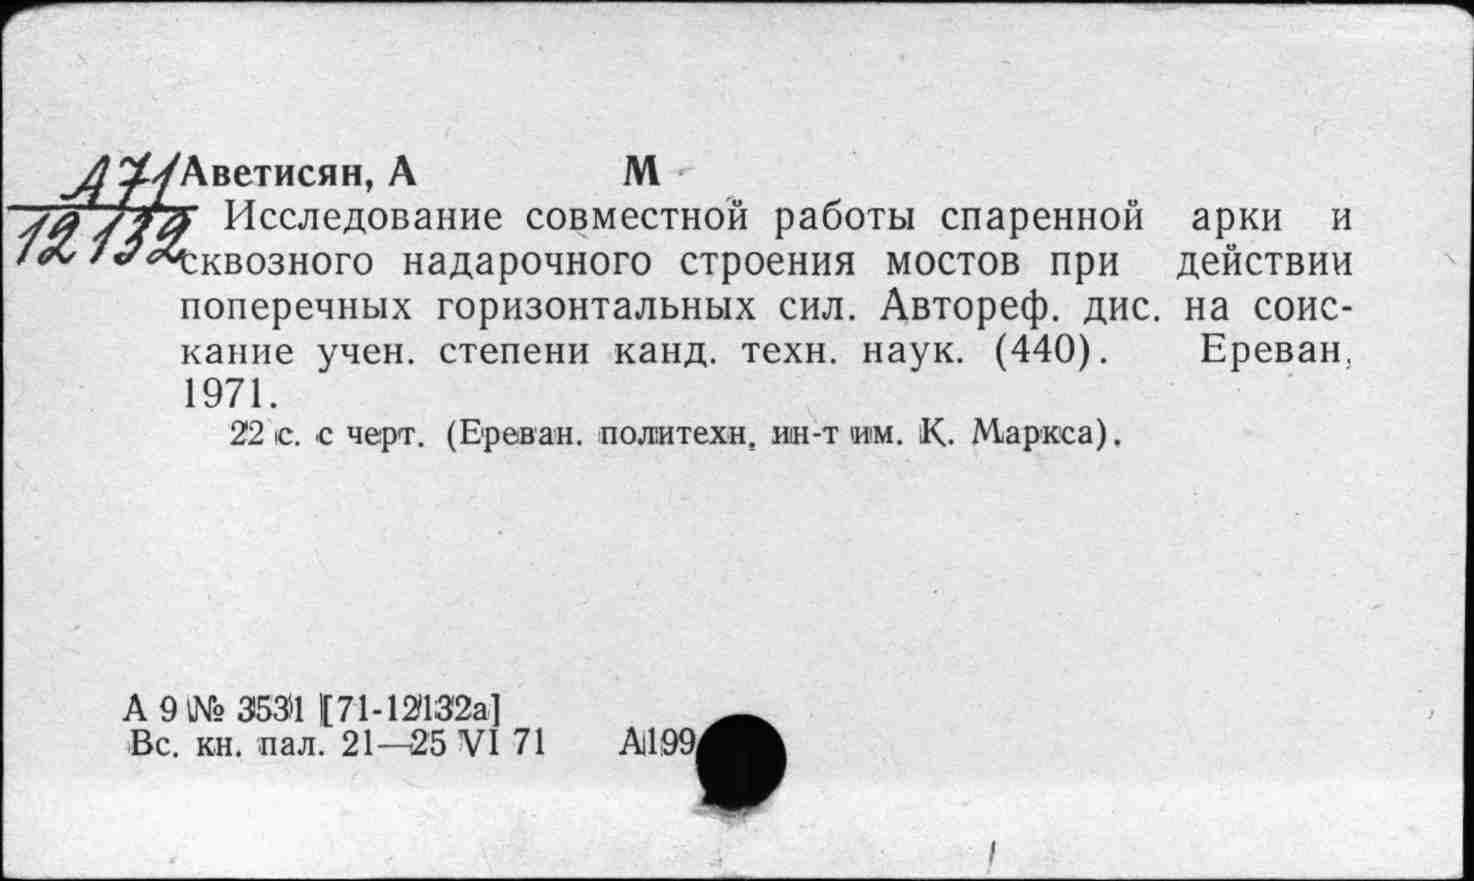 А71
12132
Аветисян, А М
Исследование совместной работы спаренной арки и
сквозного надарочного строения мостов при действии
поперечных горизонтальных сил. Автореф. дис. на соис-
кание учен. степени канд. техн. наук. (440). Ереван,
1971.
22 с. с черт. (Ереван. политехн. ин-т им. К. Маркса).
А 9 № 3531 [71-12132а]
Вс. кн. пал. 21—25 VI 71 А199